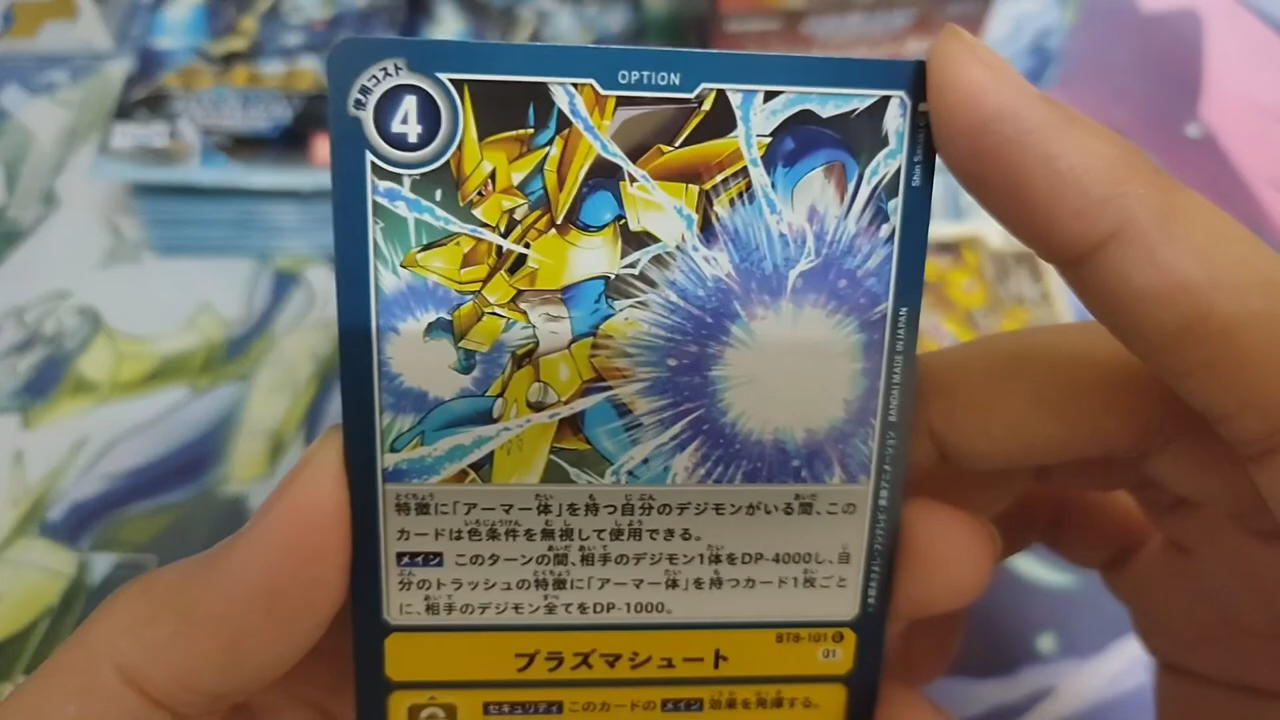 使用コスト
4
OPTION
特徴に「アーマー体」を持つ自分のデジモンがいる間、この
カードは色条件を無視して使用できる。
メイン このターンの間、相手のデジモン1体をDP-4000し、自
分のトラッシュの特徴に「アーマー体」を持つカード1枚ごと
に、相手のデジモン全てをDP-1000。
BT8-101
01
プラズマシュート
セキュリティ このカードの メイン 効果を発揮する。
BANDAI MADE IN JAPAN